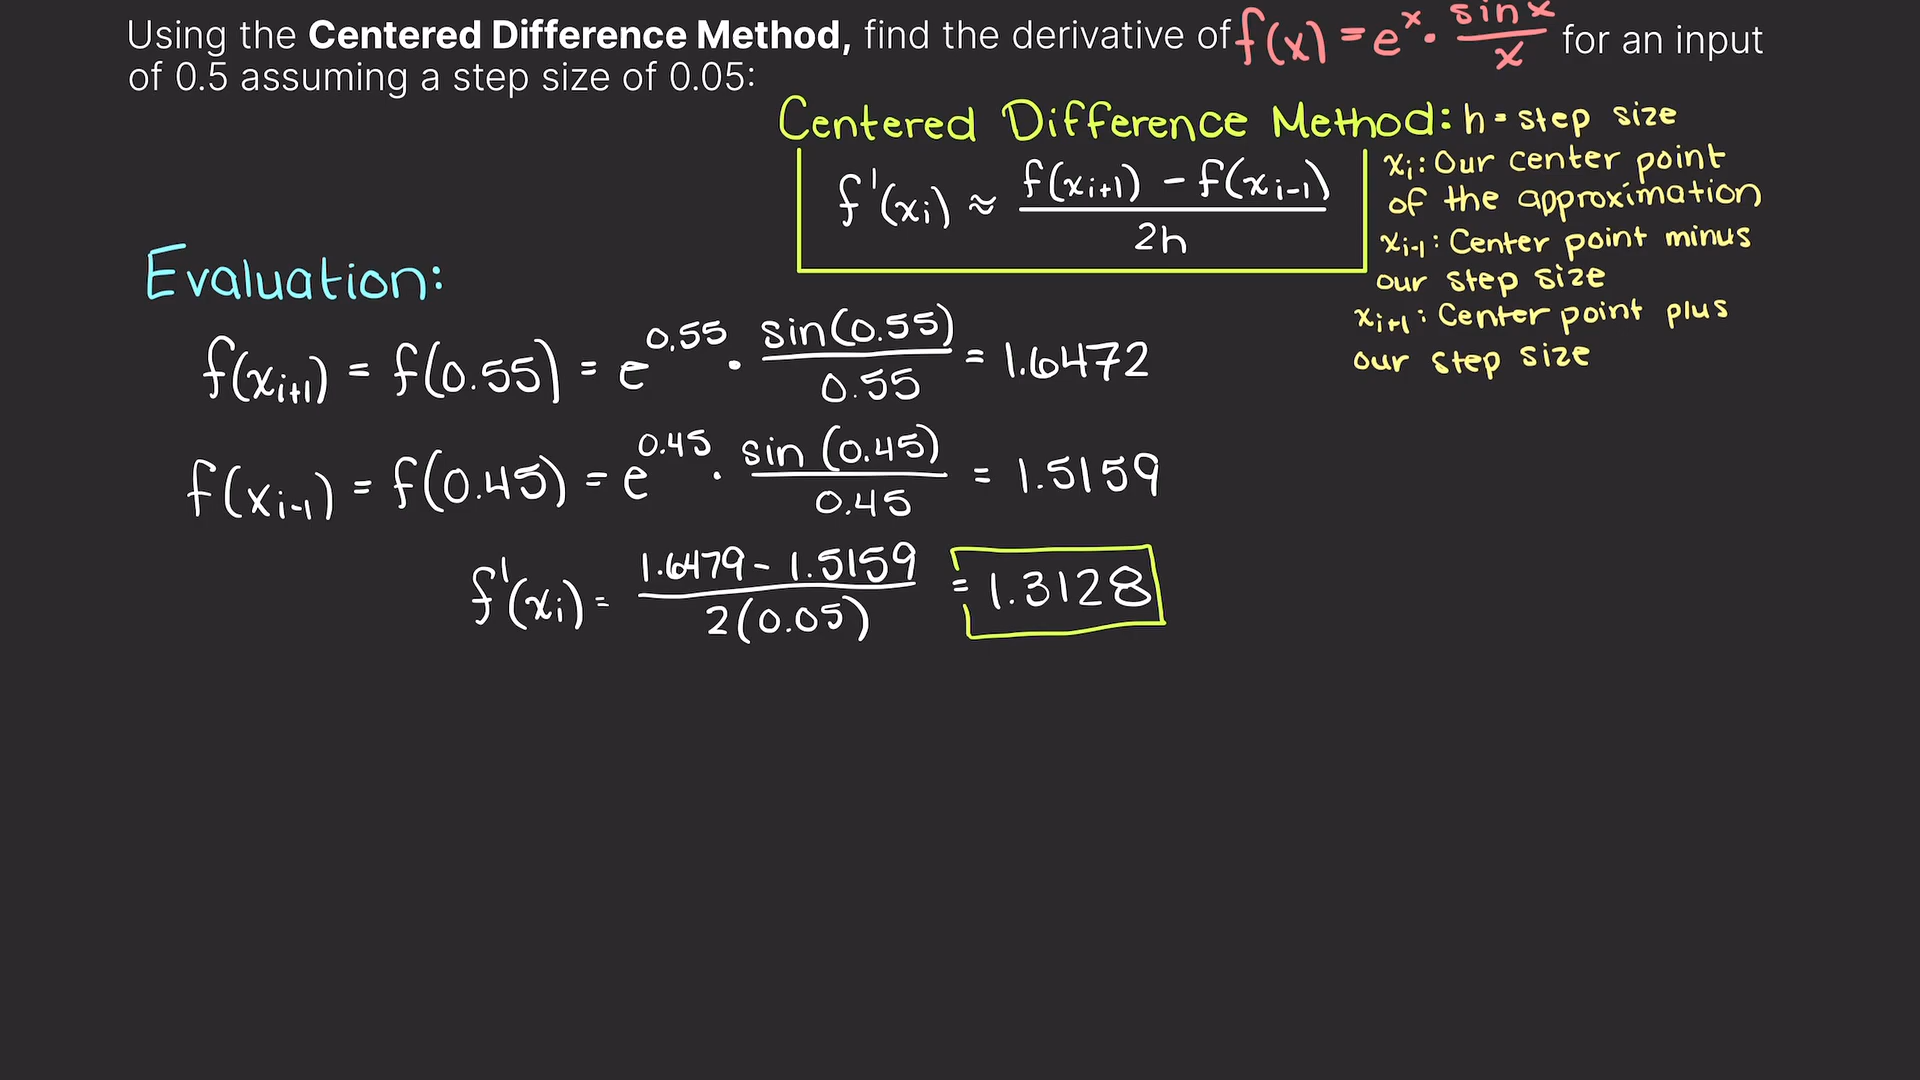 Using the Centered Difference Method, find the derivative of f(x) = eˣ · sin x / x for an input
of 0.5 assuming a step size of 0.05:
Centered Difference Method: h = step size
f'(xᵢ) ≈ f(xᵢ₊₁) - f(xᵢ₋₁) / 2h
xᵢ: Our center point
of the approximation
xᵢ₋₁: Center point minus
our step size
xᵢ₊₁: Center point plus
our step size
Evaluation:
f(xᵢ₊₁) = f(0.55) = e^0.55 · sin(0.55) / 0.55 = 1.6472
f(xᵢ₋₁) = f(0.45) = e^0.45 · sin(0.45) / 0.45 = 1.5159
f'(xᵢ) = 1.6479 - 1.5159 / 2(0.05) = 1.3128